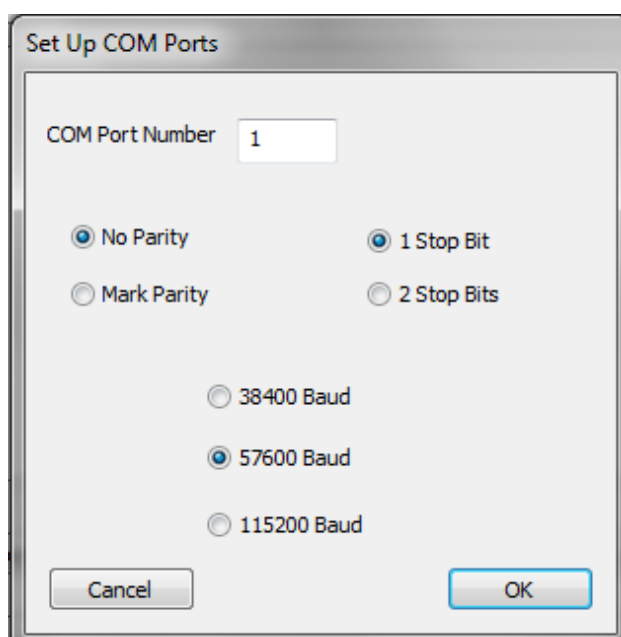 Set Up COM Ports
COM Port Number 1
No Parity 1 Stop Bit
Mark Parity 2 Stop Bits
38400 Baud
57600 Baud
115200 Baud
Cancel OK